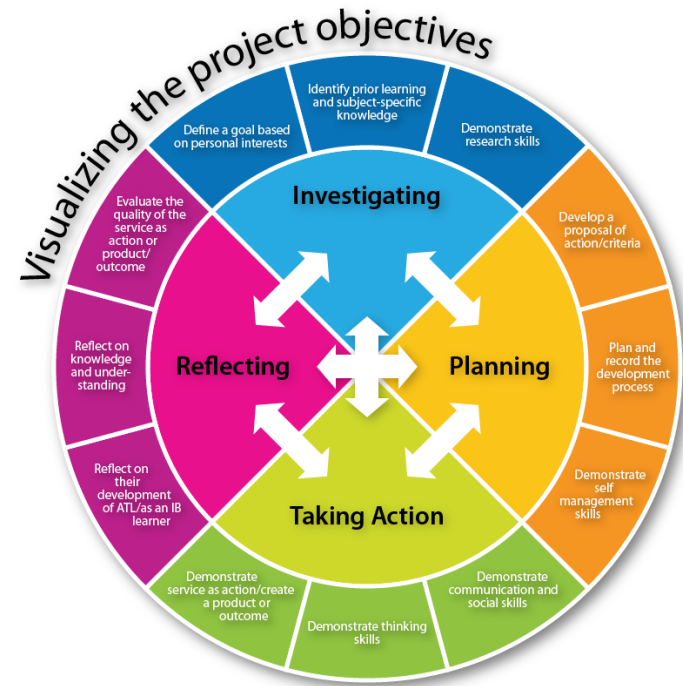 Visualizing the project objectives
Define a goal based
on personal interests
Identify prior learning
and subject-specific
knowledge
Demonstrate
research skills
Develop a
proposal of
action/criteria
Plan and
record the
development
process
Demonstrate
self
management
skills
Demonstrate
communication and
social skills
Demonstrate thinking
skills
Demonstrate
service as action/create
a product or
outcome
Reflect on
their
development
of ATL/as an IB
learner
Reflect on
knowledge
and under-
standing
Evaluate the
quality of the
service as
action or
product/
outcome
Investigating
Planning
Taking Action
Reflecting